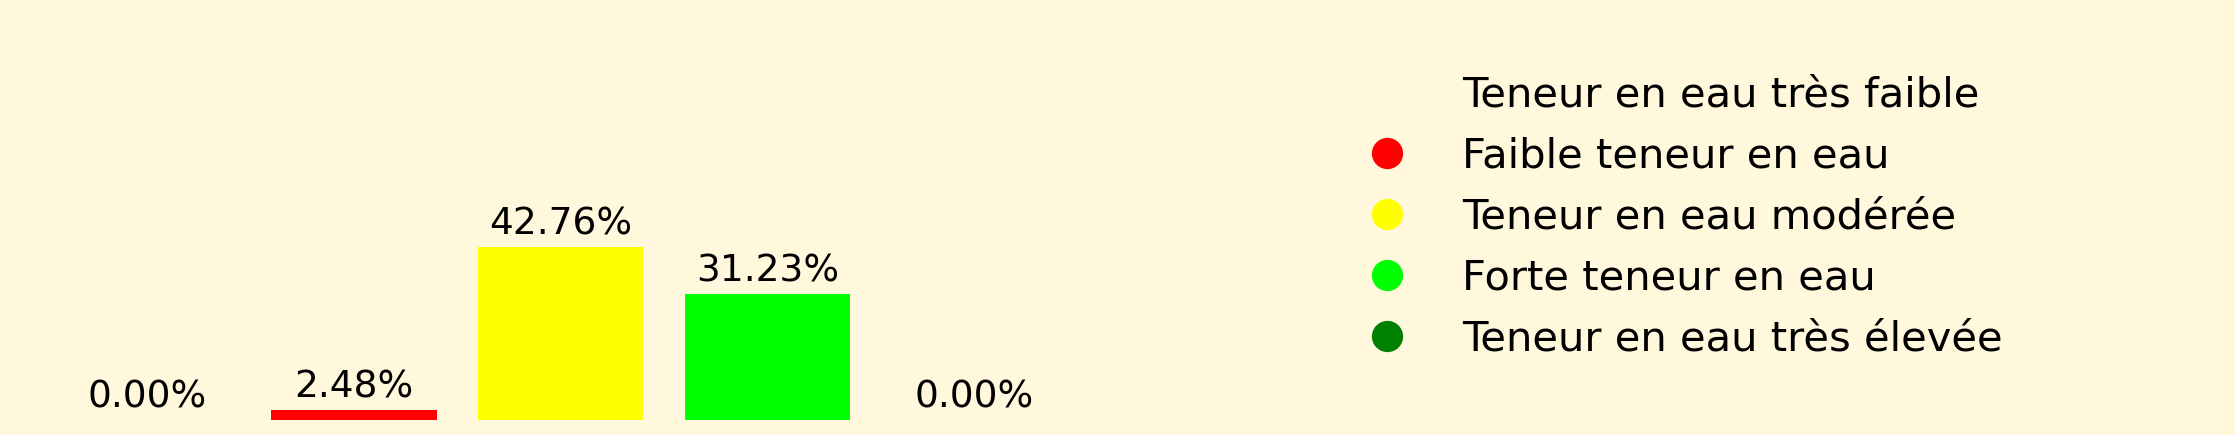 0.00%
2.48%
42.76%
31.23%
0.00%
Teneur en eau très faible
Faible teneur en eau
Teneur en eau modérée
Forte teneur en eau
Teneur en eau très élevée